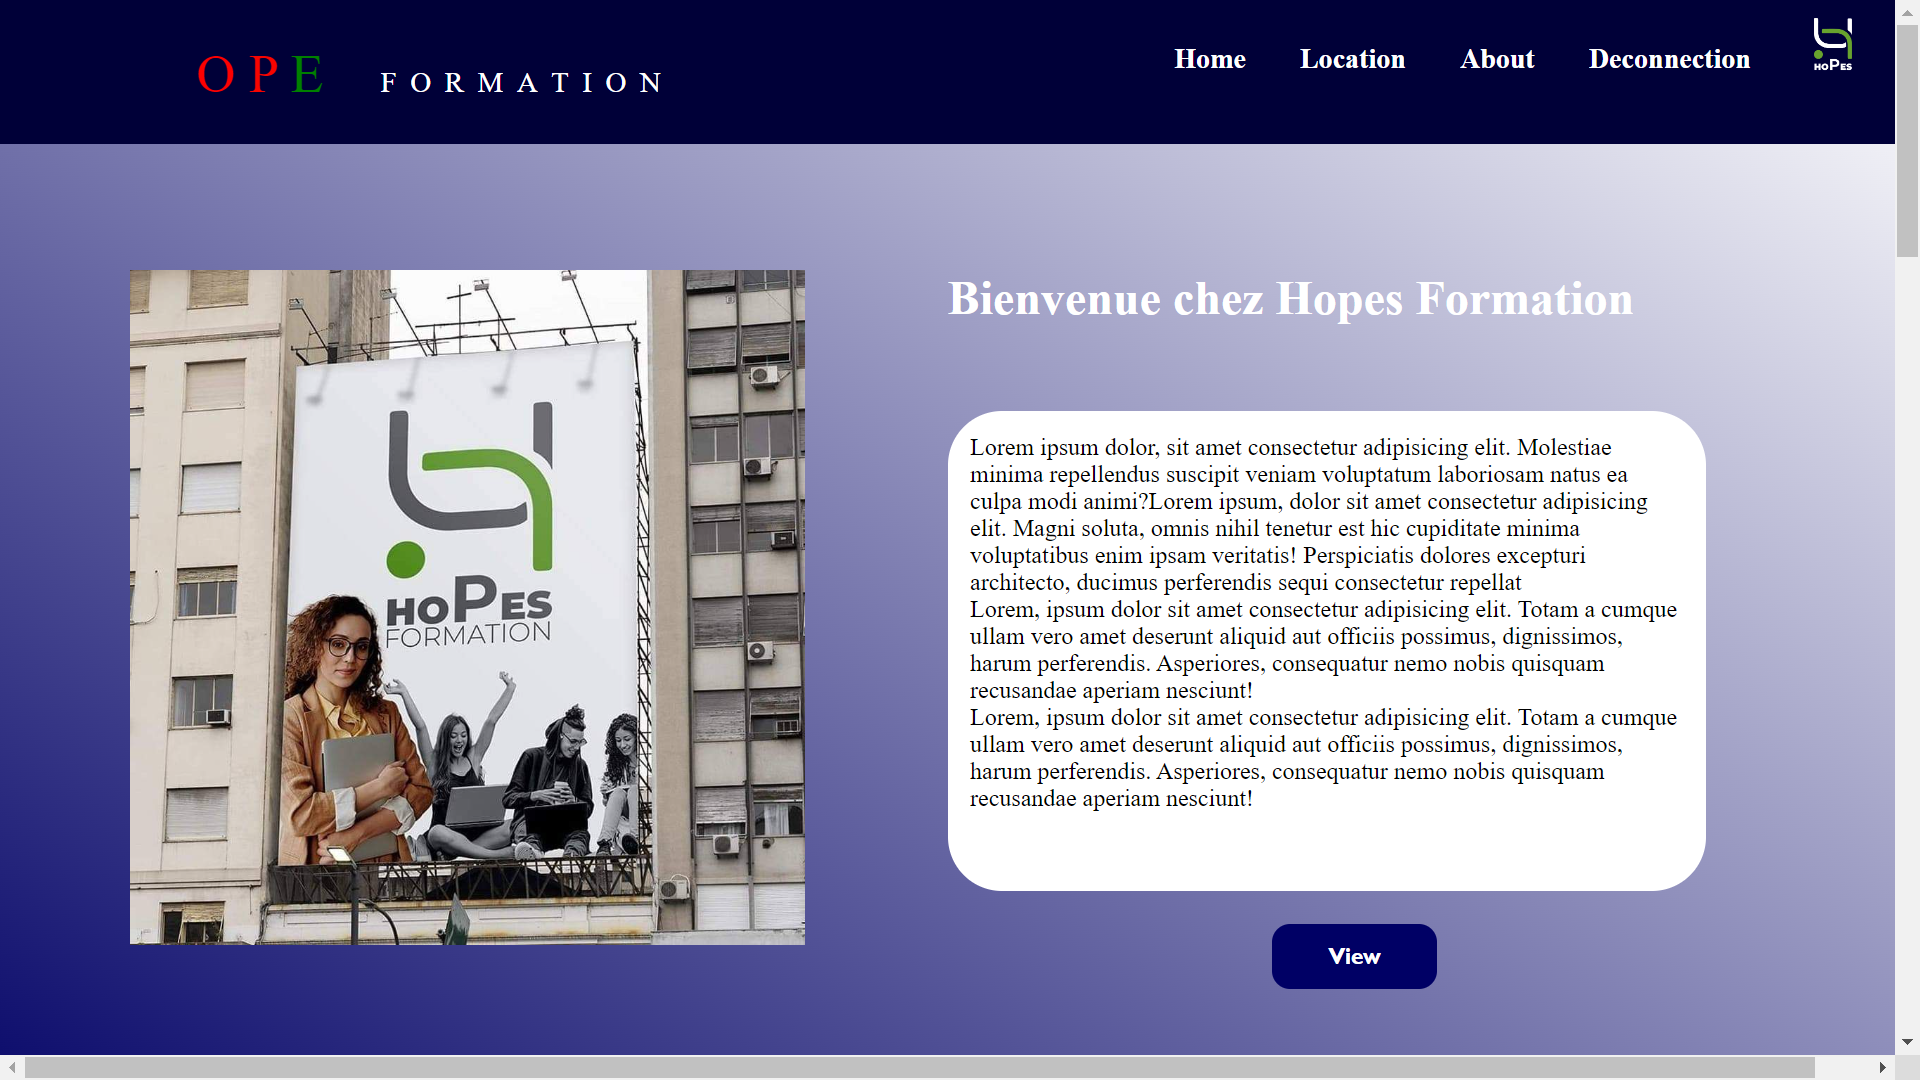 OPE FORMATION
Home Location About Deconnection
HOPES
Bienvenue chez Hopes Formation
HOPES
FORMATION
Lorem ipsum dolor, sit amet consectetur adipisicing elit. Molestiae
minima repellendus suscipit veniam voluptatum laboriosam natus ea
culpa modi animi?Lorem ipsum, dolor sit amet consectetur adipisicing
elit. Magni soluta, omnis nihil tenetur est hic cupiditate minima
voluptatibus enim ipsam veritatis! Perspiciatis dolores excepturi
architecto, ducimus perferendis sequi consectetur repellat
Lorem, ipsum dolor sit amet consectetur adipisicing elit. Totam a cumque
ullam vero amet deserunt aliquid aut officiis possimus, dignissimos,
harum perferendis. Asperiores, consequatur nemo nobis quisquam
recusandae aperiam nesciunt!
Lorem, ipsum dolor sit amet consectetur adipisicing elit. Totam a cumque
ullam vero amet deserunt aliquid aut officiis possimus, dignissimos,
harum perferendis. Asperiores, consequatur nemo nobis quisquam
recusandae aperiam nesciunt!
View